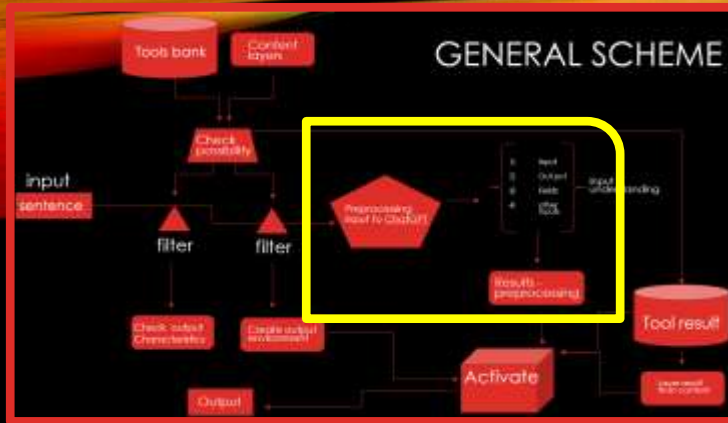 GENERAL SCHEME
Tools bank
Content
layers
Check
possibility
input
sentence
filter
filter
Preprocessing
input to ChatGPT
1 Input
2 Output
3 fields
4 other
Input
understanding
Results -
preprocessing
Check output
Characteristics
Create output
environment
Tool result
Activate
Layer result
Output